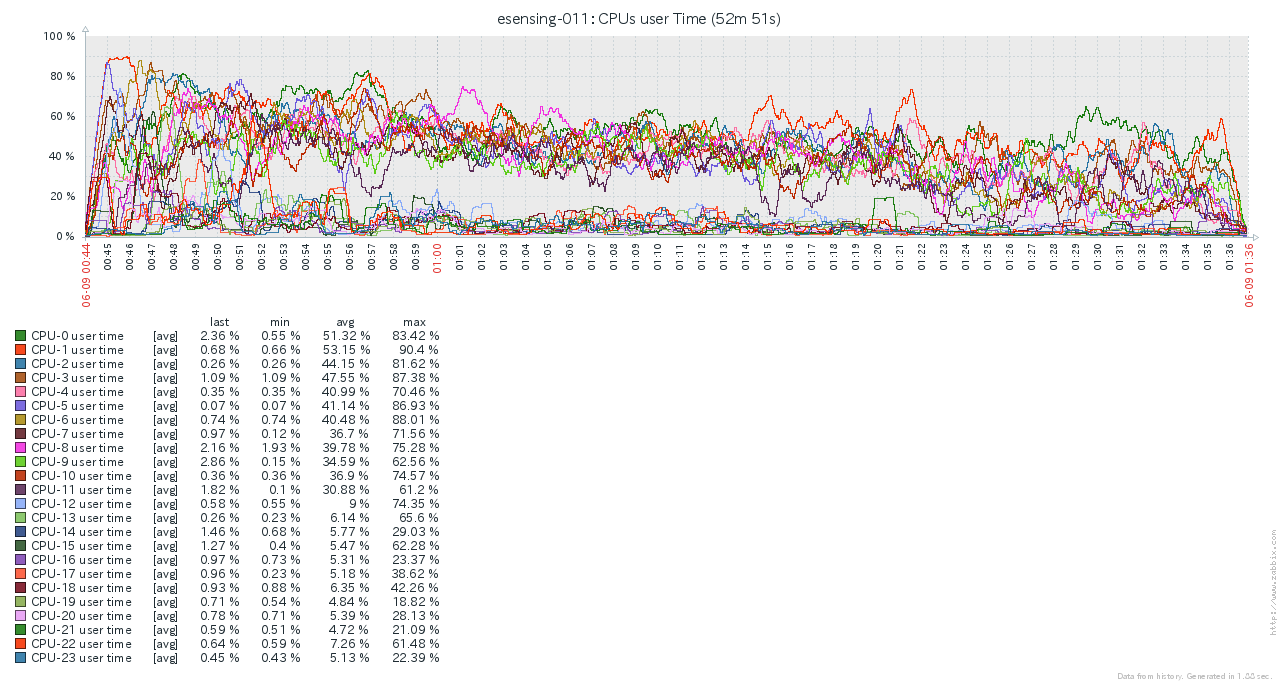 esensing-011: CPUs user Time (52m 51s)
100 %
80 %
60 %
40 %
20 %
0 %
06-09 00:44
00:45
00:46
00:47
00:48
00:49
00:50
00:51
00:52
00:53
00:54
00:55
00:56
00:57
00:58
00:59
01:00
01:01
01:02
01:03
01:04
01:05
01:06
01:07
01:08
01:09
01:10
01:11
01:12
01:13
01:14
01:15
01:16
01:17
01:18
01:19
01:20
01:21
01:22
01:23
01:24
01:25
01:26
01:27
01:28
01:29
01:30
01:31
01:32
01:33
01:34
01:35
01:36
06-09 01:36
last min avg max
CPU-0 user time [avg] 2.36 % 0.55 % 51.32 % 83.42 %
CPU-1 user time [avg] 0.68 % 0.66 % 53.15 % 90.4 %
CPU-2 user time [avg] 0.26 % 0.26 % 44.15 % 81.62 %
CPU-3 user time [avg] 1.09 % 1.09 % 47.55 % 87.38 %
CPU-4 user time [avg] 0.35 % 0.35 % 40.99 % 70.46 %
CPU-5 user time [avg] 0.07 % 0.07 % 41.14 % 86.93 %
CPU-6 user time [avg] 0.74 % 0.74 % 40.48 % 88.01 %
CPU-7 user time [avg] 0.97 % 0.12 % 36.7 % 71.56 %
CPU-8 user time [avg] 2.16 % 1.93 % 39.78 % 75.28 %
CPU-9 user time [avg] 2.86 % 0.15 % 34.59 % 62.56 %
CPU-10 user time [avg] 0.36 % 0.36 % 36.9 % 74.57 %
CPU-11 user time [avg] 1.82 % 0.1 % 30.88 % 61.2 %
CPU-12 user time [avg] 0.58 % 0.55 % 9 % 74.35 %
CPU-13 user time [avg] 0.26 % 0.23 % 6.14 % 65.6 %
CPU-14 user time [avg] 1.46 % 0.68 % 5.77 % 29.03 %
CPU-15 user time [avg] 1.27 % 0.4 % 5.47 % 62.28 %
CPU-16 user time [avg] 0.97 % 0.73 % 5.31 % 23.37 %
CPU-17 user time [avg] 0.96 % 0.23 % 5.18 % 38.62 %
CPU-18 user time [avg] 0.93 % 0.88 % 6.35 % 42.26 %
CPU-19 user time [avg] 0.71 % 0.54 % 4.84 % 18.82 %
CPU-20 user time [avg] 0.78 % 0.71 % 5.39 % 28.13 %
CPU-21 user time [avg] 0.59 % 0.51 % 4.72 % 21.09 %
CPU-22 user time [avg] 0.64 % 0.59 % 7.26 % 61.48 %
CPU-23 user time [avg] 0.45 % 0.43 % 5.13 % 22.39 %
http://www.zabbix.com
Data from history. Generated in 1.88 sec.